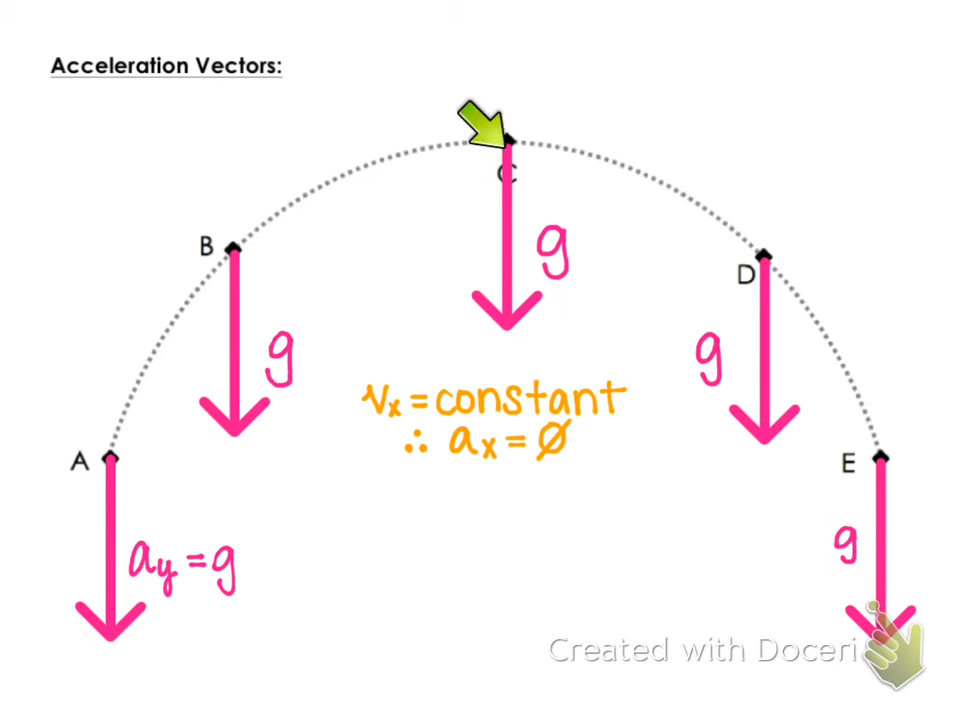 Acceleration Vectors:
C
B
g
D
g
g
vx = constant
∴ ax = ∅
A
E
ay = g
g
Created with Doceri